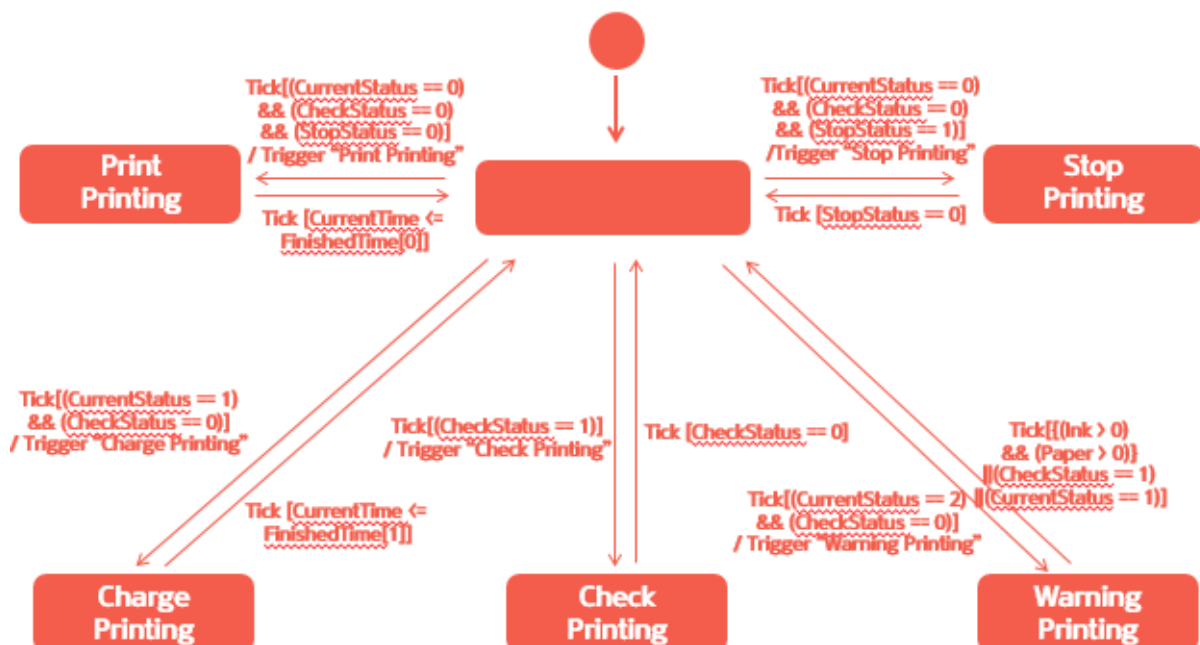 Tick[(CurrentStatus == 0)
&& (CheckStatus == 0)
&& (StopStatus == 0)]
/ Trigger “Print Printing”
Tick[(CurrentStatus == 0)
&& (CheckStatus == 0)
&& (StopStatus == 1)]
/Trigger “Stop Printing”
Print
Printing
Stop
Printing
Tick [CurrentTime <=
FinishedTime[0]]
Tick [StopStatus == 0]
Tick[(CurrentStatus == 1)
&& (CheckStatus == 0)]
/ Trigger “Charge Printing”
Tick[(CheckStatus == 1)]
/ Trigger “Check Printing”
Tick [CheckStatus == 0]
Tick[{(Ink > 0)
&& (Paper > 0)}
||(CheckStatus == 1)
||(CurrentStatus == 1)]
Tick [CurrentTime <=
FinishedTime[1]]
Tick[(CurrentStatus == 2)
&& (CheckStatus == 0)]
/ Trigger “Warning Printing”
Charge
Printing
Check
Printing
Warning
Printing